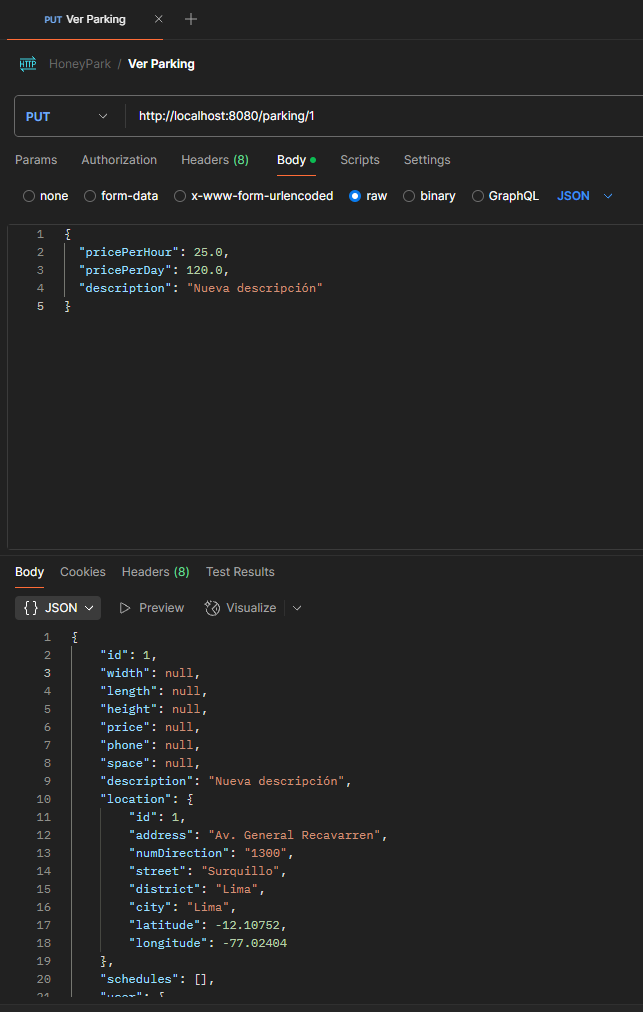 PUT Ver Parking
HTTP HoneyPark / Ver Parking
PUT http://localhost:8080/parking/1
Params Authorization Headers (8) Body Scripts Settings
none form-data x-www-form-urlencoded raw binary GraphQL JSON
1 {
2 "pricePerHour": 25.0,
3 "pricePerDay": 120.0,
4 "description": "Nueva descripción"
5 }
Body Cookies Headers (8) Test Results
{} JSON Preview Visualize
1 {
2 "id": 1,
3 "width": null,
4 "length": null,
5 "height": null,
6 "price": null,
7 "phone": null,
8 "space": null,
9 "description": "Nueva descripción",
10 "location": {
11 "id": 1,
12 "address": "Av. General Recavarren",
13 "numDirection": "1300",
14 "street": "Surquillo",
15 "district": "Lima",
16 "city": "Lima",
17 "latitude": -12.10752,
18 "longitude": -77.02404
19 },
20 "schedules": [],
21 "user": {